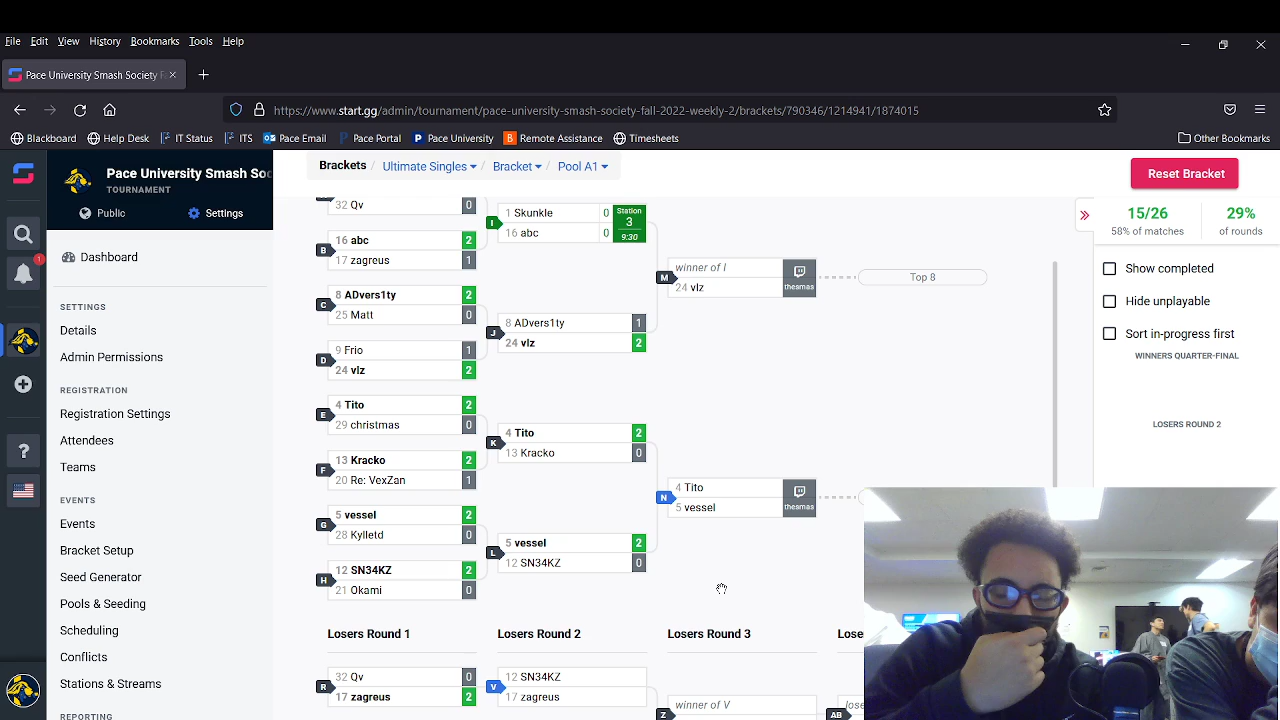 File Edit View History Bookmarks Tools Help
Pace University Smash Society F
https://www.start.gg/admin/tournament/pace-university-smash-society-fall-2022-weekly-2/brackets/790346/1214941/1874015
Blackboard Help Desk IT Status ITS Pace Email Pace Portal Pace University Remote Assistance Timesheets Other Bookmarks
Pace University Smash Soc
TOURNAMENT
Public Settings
Dashboard
SETTINGS
Details
Admin Permissions
REGISTRATION
Registration Settings
Attendees
Teams
EVENTS
Events
Bracket Setup
Seed Generator
Pools & Seeding
Scheduling
Conflicts
Stations & Streams
REPORTING
1
?
Brackets / Ultimate Singles / Bracket / Pool A1
Reset Bracket
32 Qv 0
B
16 abc 2
17 zagreus 1
C
8 ADvers1ty 2
25 Matt 0
D
9 Frio 1
24 vlz 2
E
4 Tito 2
29 christmas 0
F
13 Kracko 2
20 Re: VexZan 1
G
5 vessel 2
28 Kylletd 0
H
12 SN34KZ 2
21 Okami 0
I
1 Skunkle 0
16 abc 0
Station
3
9:30
J
8 ADvers1ty 1
24 vlz 2
K
4 Tito 2
13 Kracko 0
L
5 vessel 2
12 SN34KZ 0
M
winner of I
24 vlz
thesmas
Top 8
N
4 Tito
5 vessel
thesmas
Losers Round 1 Losers Round 2 Losers Round 3 Lose
R
32 Qv 0
17 zagreus 2
V
12 SN34KZ
17 zagreus
Z
winner of V
AB
lose
15/26 29%
58% of matches of rounds
Show completed
Hide unplayable
Sort in-progress first
WINNERS QUARTER-FINAL
LOSERS ROUND 2